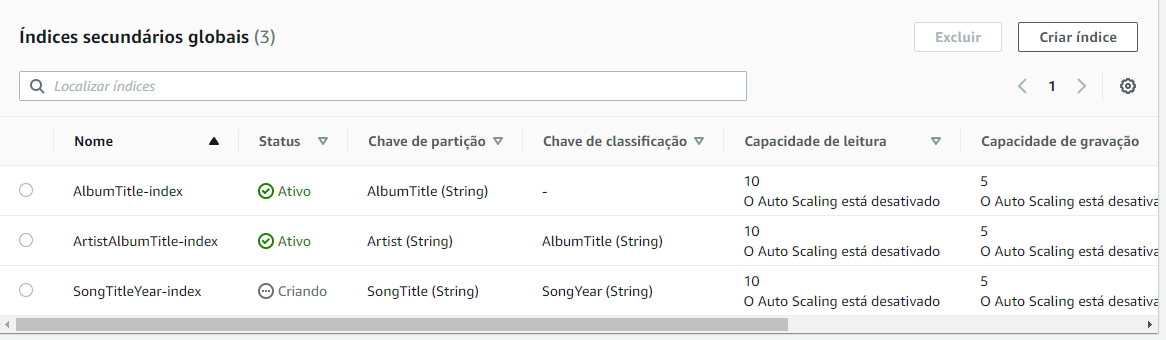 Índices secundários globais (3)
Excluir
Criar índice
Localizar índices
1
Nome Status Chave de partição Chave de classificação Capacidade de leitura Capacidade de gravação
AlbumTitle-index Ativo AlbumTitle (String) - 10 5
O Auto Scaling está desativado O Auto Scaling está desativa
ArtistAlbumTitle-index Ativo Artist (String) AlbumTitle (String) 10 5
O Auto Scaling está desativado O Auto Scaling está desativa
SongTitleYear-index Criando SongTitle (String) SongYear (String) 10 5
O Auto Scaling está desativado O Auto Scaling está desativa